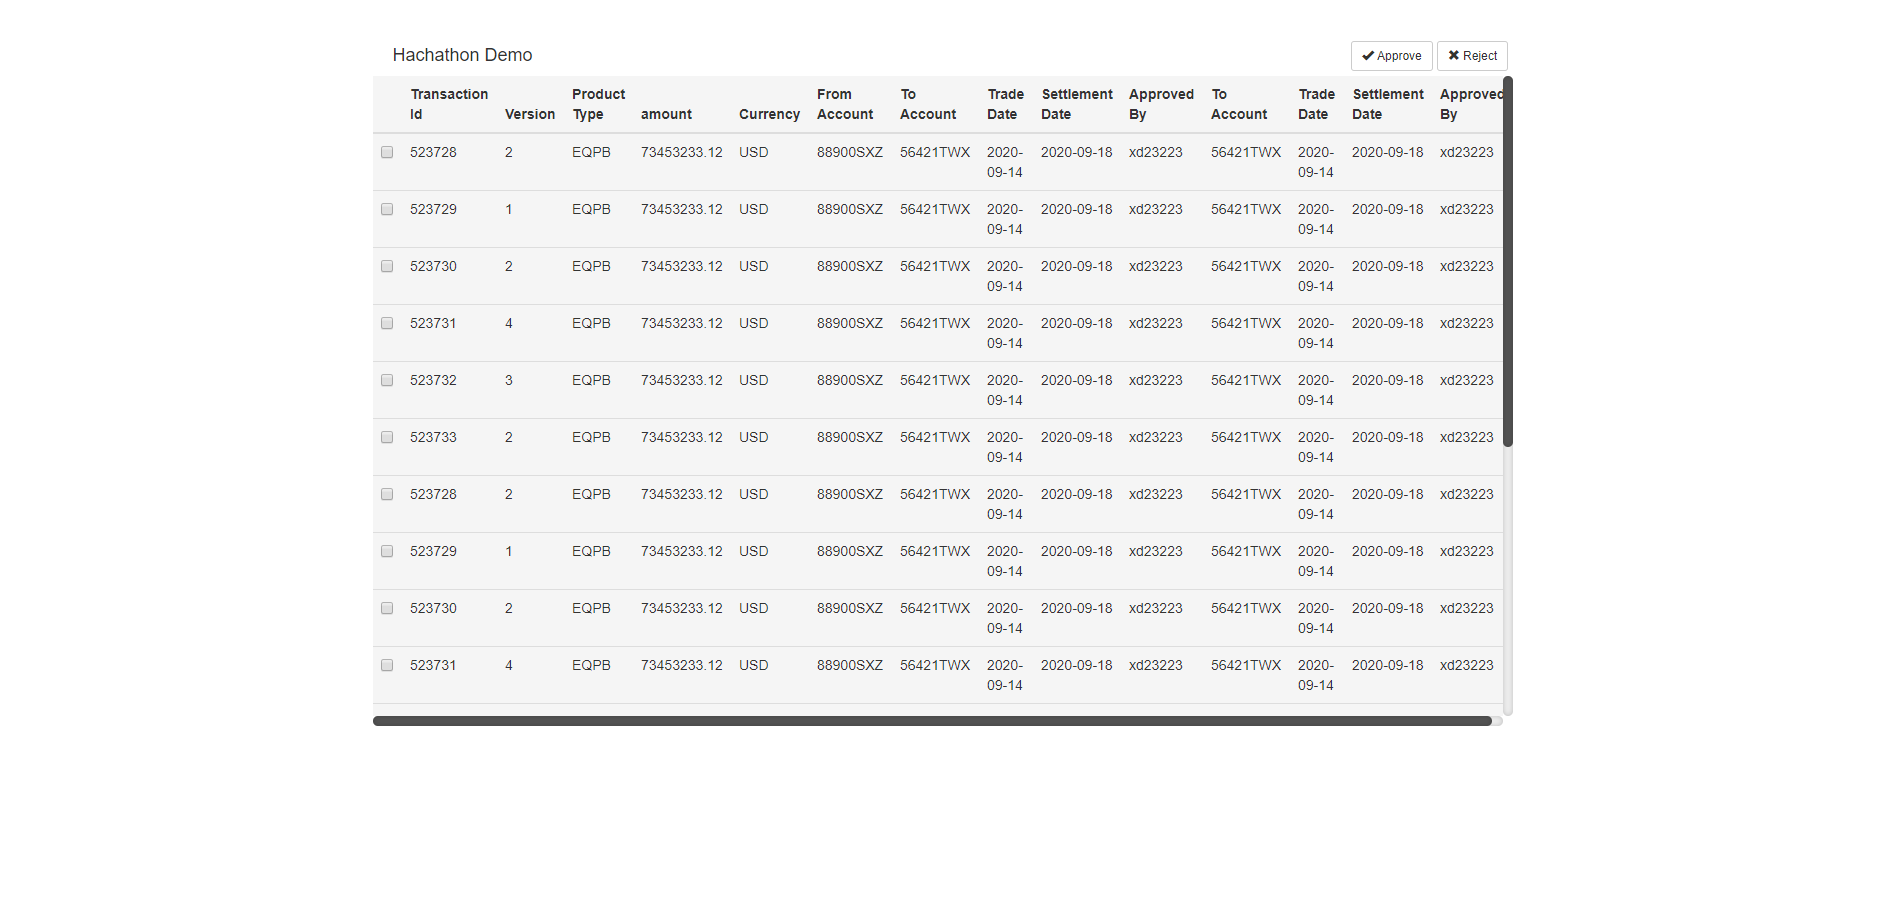 Hachathon Demo Approve Reject
Transaction Id Version Product Type amount Currency From Account To Account Trade Date Settlement Date Approved By To Account Trade Date Settlement Date Approved By
523728 2 EQPB 73453233.12 USD 88900SXZ 56421TWX 2020-09-14 2020-09-18 xd23223 56421TWX 2020-09-14 2020-09-18 xd23223
523729 1 EQPB 73453233.12 USD 88900SXZ 56421TWX 2020-09-14 2020-09-18 xd23223 56421TWX 2020-09-14 2020-09-18 xd23223
523730 2 EQPB 73453233.12 USD 88900SXZ 56421TWX 2020-09-14 2020-09-18 xd23223 56421TWX 2020-09-14 2020-09-18 xd23223
523731 4 EQPB 73453233.12 USD 88900SXZ 56421TWX 2020-09-14 2020-09-18 xd23223 56421TWX 2020-09-14 2020-09-18 xd23223
523732 3 EQPB 73453233.12 USD 88900SXZ 56421TWX 2020-09-14 2020-09-18 xd23223 56421TWX 2020-09-14 2020-09-18 xd23223
523733 2 EQPB 73453233.12 USD 88900SXZ 56421TWX 2020-09-14 2020-09-18 xd23223 56421TWX 2020-09-14 2020-09-18 xd23223
523728 2 EQPB 73453233.12 USD 88900SXZ 56421TWX 2020-09-14 2020-09-18 xd23223 56421TWX 2020-09-14 2020-09-18 xd23223
523729 1 EQPB 73453233.12 USD 88900SXZ 56421TWX 2020-09-14 2020-09-18 xd23223 56421TWX 2020-09-14 2020-09-18 xd23223
523730 2 EQPB 73453233.12 USD 88900SXZ 56421TWX 2020-09-14 2020-09-18 xd23223 56421TWX 2020-09-14 2020-09-18 xd23223
523731 4 EQPB 73453233.12 USD 88900SXZ 56421TWX 2020-09-14 2020-09-18 xd23223 56421TWX 2020-09-14 2020-09-18 xd23223